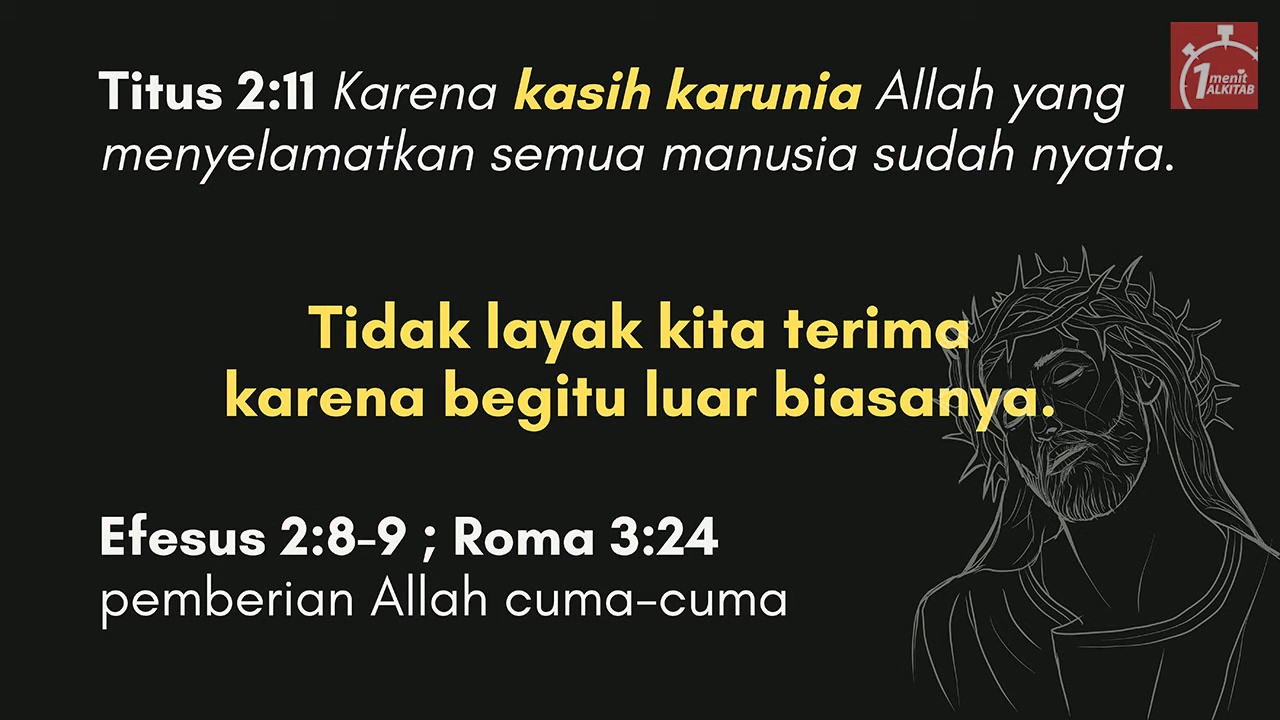 Titus 2:11 Karena kasih karunia Allah yang
menyelamatkan semua manusia sudah nyata.
1 menit
ALKITAB
Tidak layak kita terima
karena begitu luar biasanya.
Efesus 2:8-9 ; Roma 3:24
pemberian Allah cuma-cuma